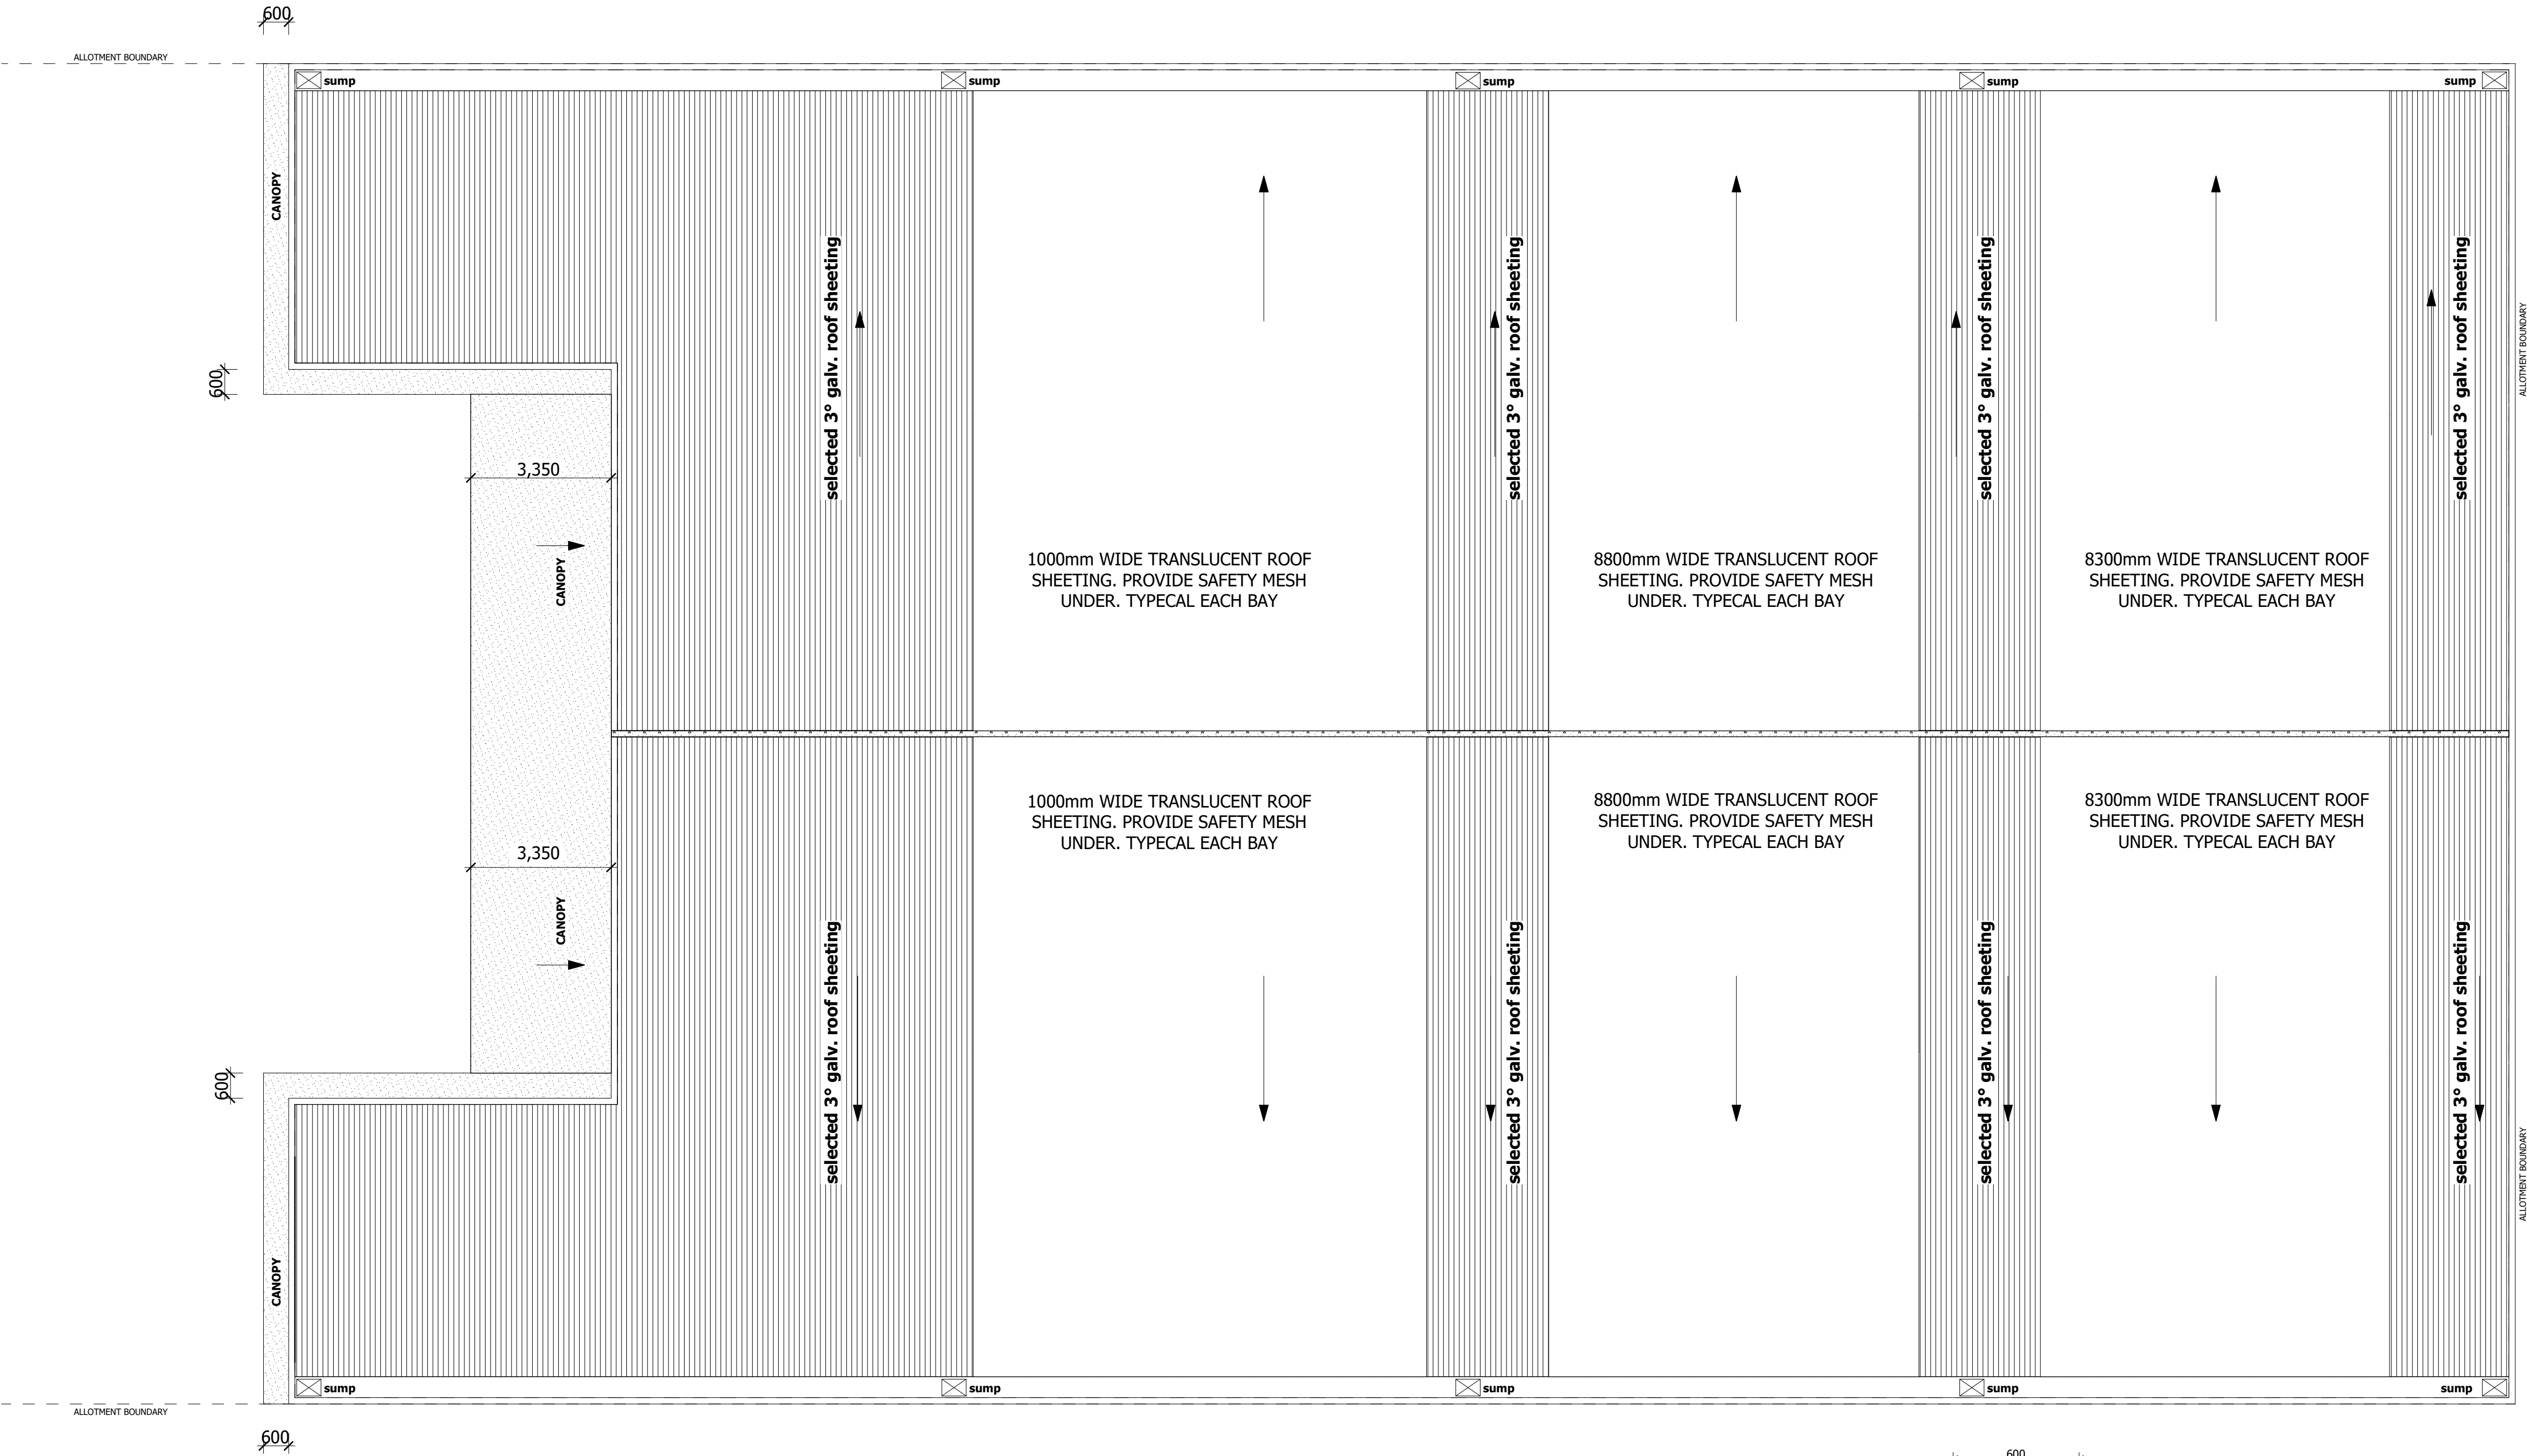 600
ALLOTMENT BOUNDARY
sump
sump
sump
sump
sump
CANOPY
selected 3° galv. roof sheeting
selected 3° galv. roof sheeting
selected 3° galv. roof sheeting
selected 3° galv. roof sheeting
ALLOTMENT BOUNDARY
600
3,350
CANOPY
1000mm WIDE TRANSLUCENT ROOF
SHEETING. PROVIDE SAFETY MESH
UNDER. TYPECAL EACH BAY
8800mm WIDE TRANSLUCENT ROOF
SHEETING. PROVIDE SAFETY MESH
UNDER. TYPECAL EACH BAY
8300mm WIDE TRANSLUCENT ROOF
SHEETING. PROVIDE SAFETY MESH
UNDER. TYPECAL EACH BAY
1000mm WIDE TRANSLUCENT ROOF
SHEETING. PROVIDE SAFETY MESH
UNDER. TYPECAL EACH BAY
8800mm WIDE TRANSLUCENT ROOF
SHEETING. PROVIDE SAFETY MESH
UNDER. TYPECAL EACH BAY
8300mm WIDE TRANSLUCENT ROOF
SHEETING. PROVIDE SAFETY MESH
UNDER. TYPECAL EACH BAY
3,350
CANOPY
selected 3° galv. roof sheeting
selected 3° galv. roof sheeting
selected 3° galv. roof sheeting
selected 3° galv. roof sheeting
600
ALLOTMENT BOUNDARY
CANOPY
sump
sump
sump
sump
sump
ALLOTMENT BOUNDARY
600
600